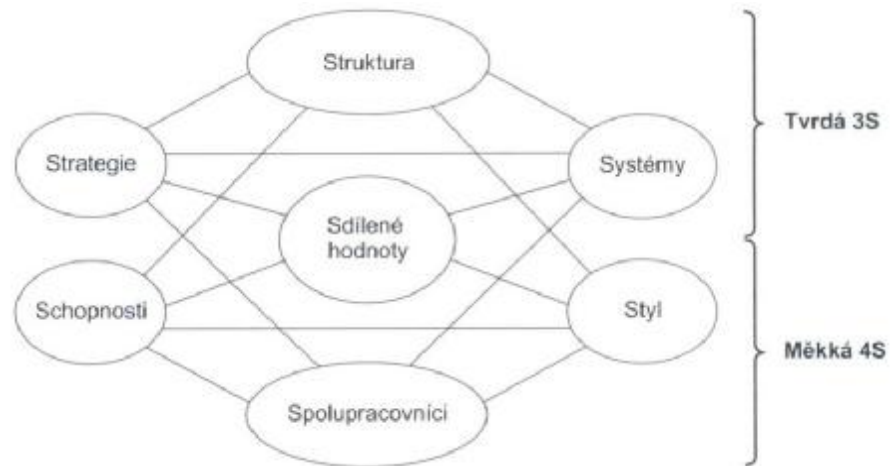 Struktura
Tvrdá 3S
Strategie
Systémy
Sdílené
hodnoty
Schopnosti
Styl
Měkká 4S
Spolupracovníci